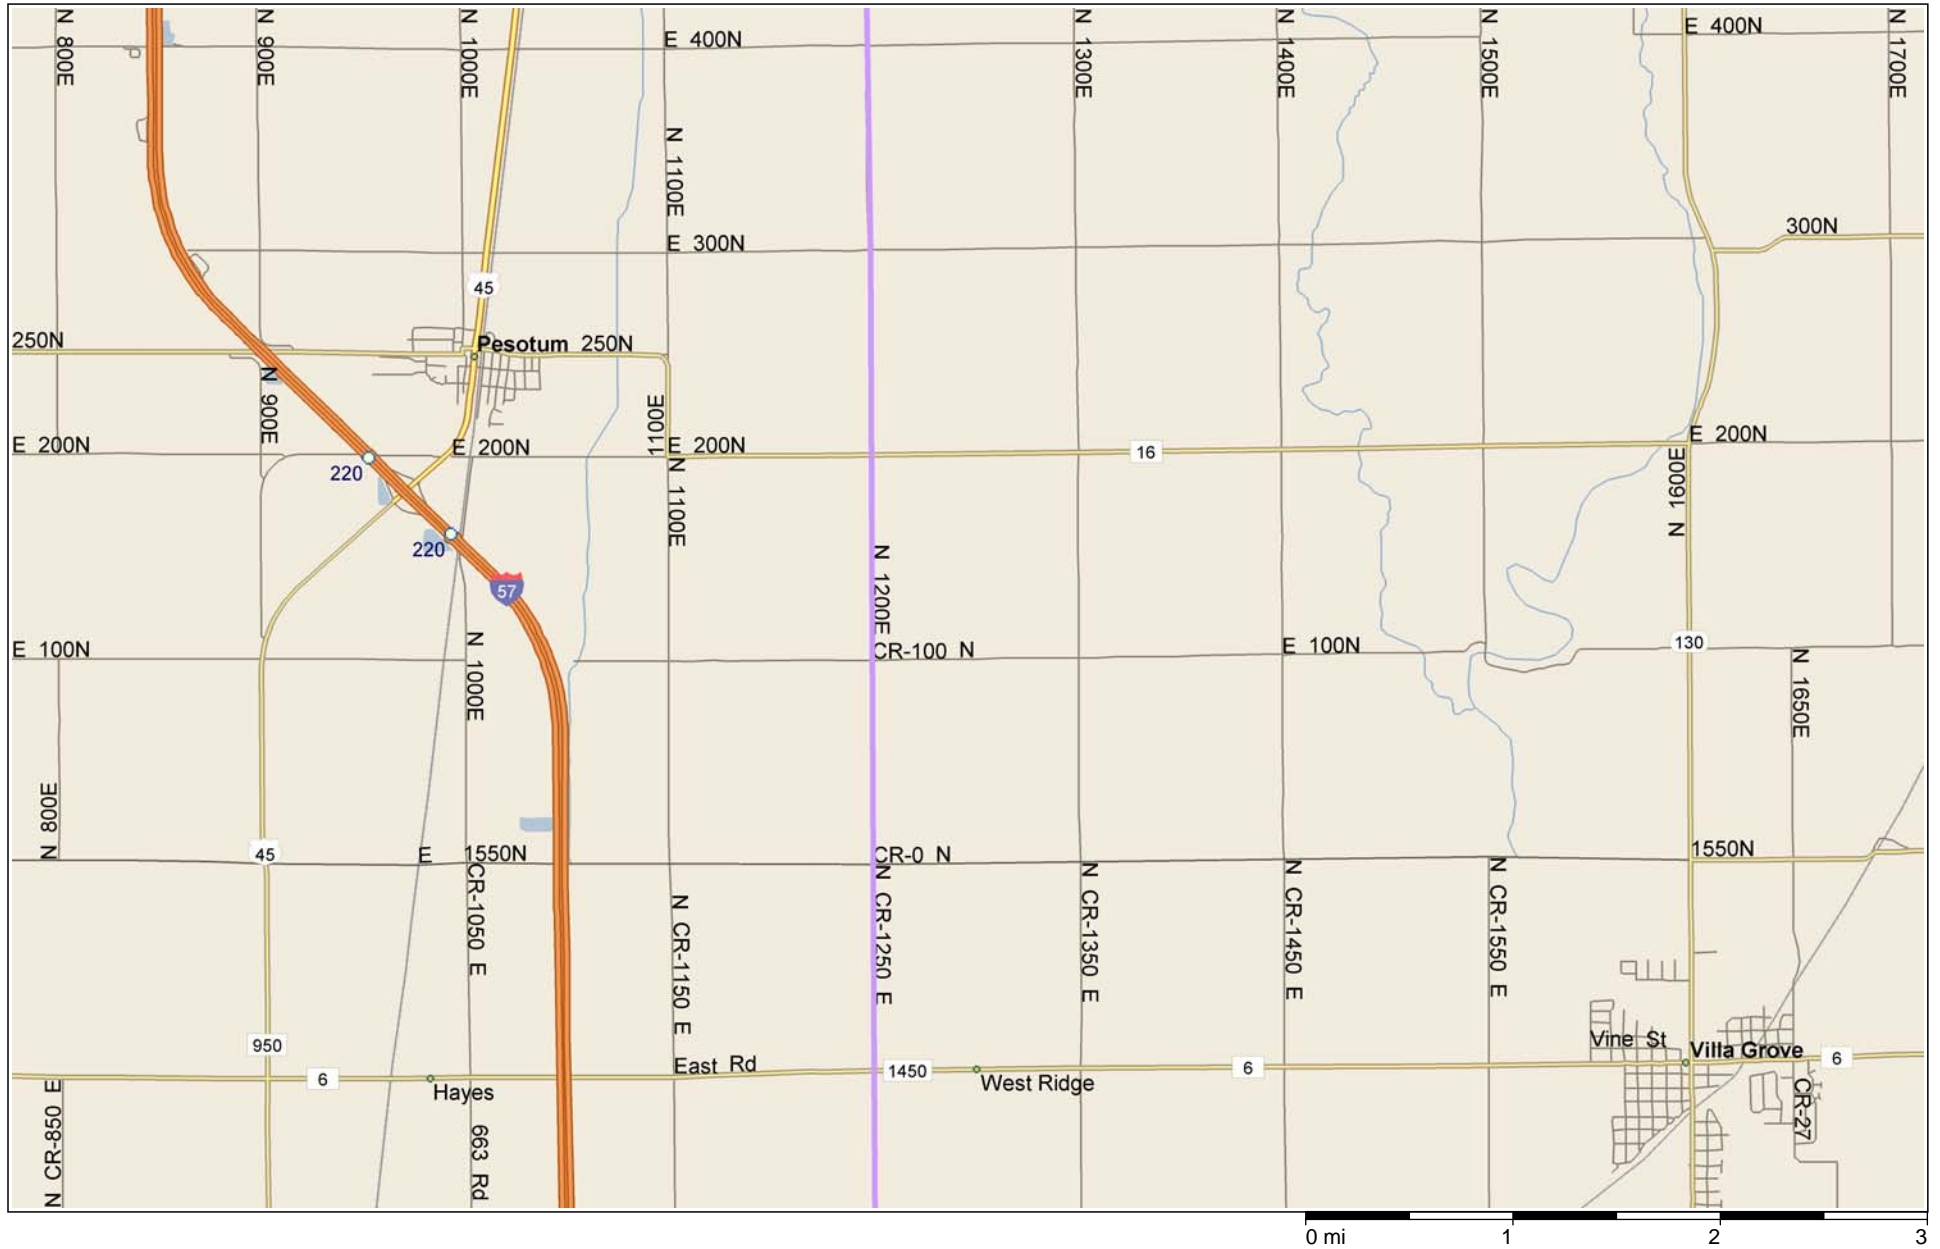 N 800E
N 900E
N 1000E
E 400N
N 1300E
N 1400E
N 1500E
E 400N
N 1700E
N 1100E
E 300N
300N
45
250N
Pesotum 250N
N 900E
1100E
E 200N
220
E 200N
E 200N
16
E 200N
N 1100E
1600E N
220
57
N 1200E
E 100N
N 1000E
CR-100 N
E 100N
130
N 1650E
N 800E
45
E 1550N
CR-0 N
1550N
CR-1050 E
N CR-1150 E
N CR-1250 E
N CR-1350 E
N CR-1450 E
N CR-1550 E
950
Vine St
Villa Grove
6
6
Hayes
East Rd
1450
West Ridge
6
CR-27
N CR-850 E
663 Rd
0 mi 1 2 3